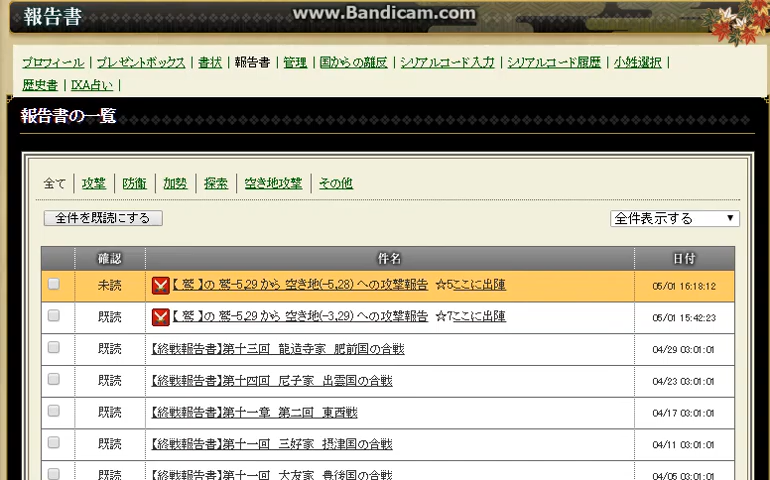 報告書
www.Bandicam.com
プロフィール | プレゼントボックス | 書状 | 報告書 | 管理 | 国からの離反 | シリアルコード入力 | シリアルコード履歴 | 小姓選択 |
歴史書 | IXA占い |
報告書の一覧
全て | 攻撃 | 防衛 | 加勢 | 探索 | 空き地攻撃 | その他
全件を既読にする 全件表示する ▼
確認 件名 日付
未読 【 鷲 】の 鷲-5,29 から 空き地(-5,28) への攻撃報告 ☆5ここに出陣 05/01 16:18:12
既読 【 鷲 】の 鷲-5,29 から 空き地(-3,29) への攻撃報告 ☆7ここに出陣 05/01 15:42:23
既読 【終戦報告書】第十三回 龍造寺家 肥前国の合戦 04/29 03:01:01
既読 【終戦報告書】第十四回 尼子家 出雲国の合戦 04/23 03:01:01
既読 【終戦報告書】第十一章 第二回 東西戦 04/17 03:01:01
既読 【終戦報告書】第十一回 三好家 摂津国の合戦 04/11 03:01:01
既読 【終戦報告書】第十一回 大友家 豊後国の合戦 04/05 03:01:01